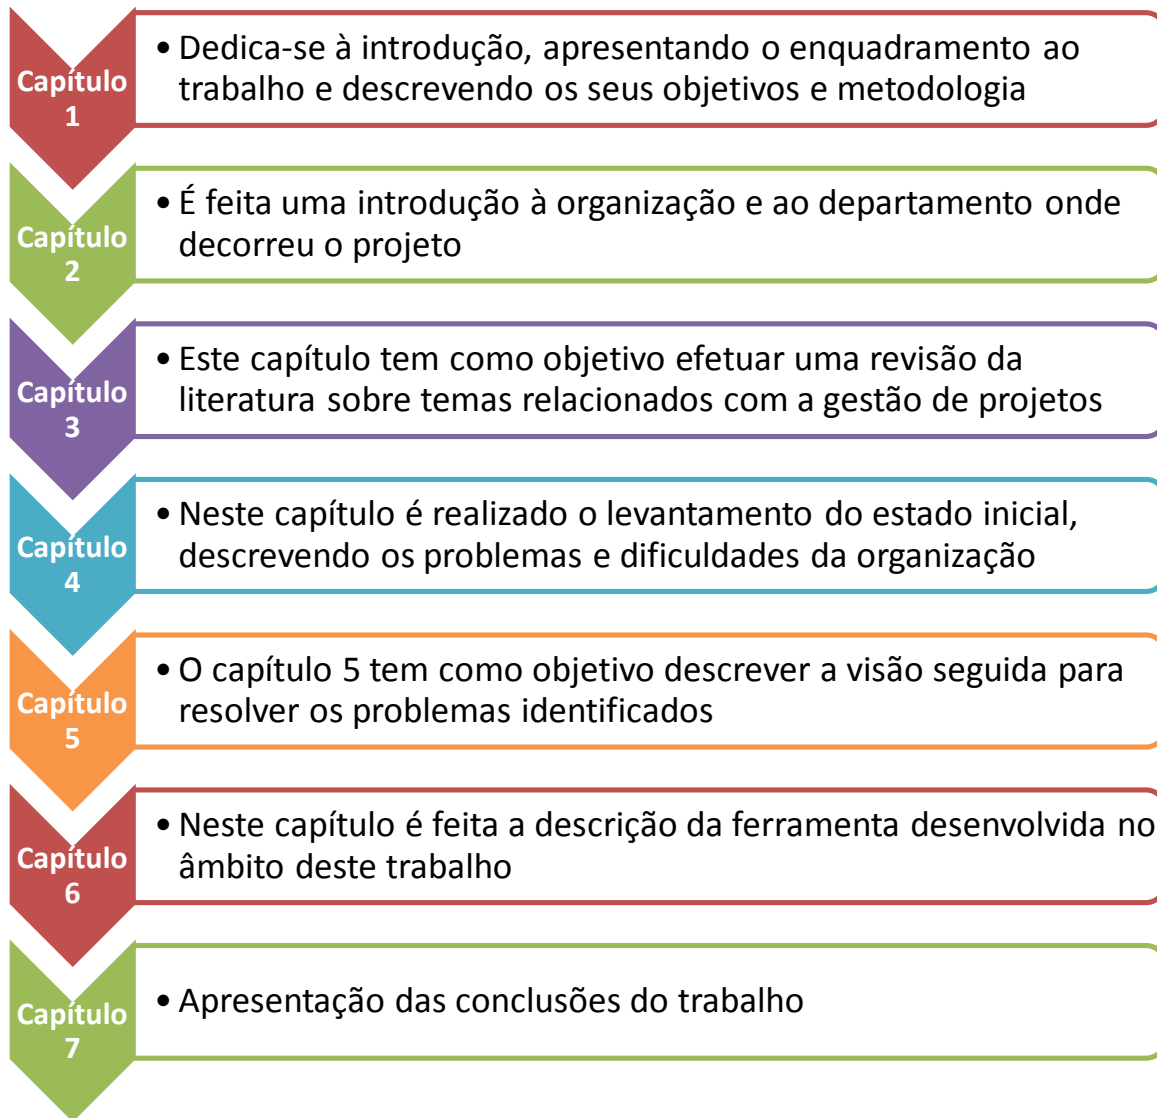 Capítulo
1
• Dedica-se à introdução, apresentando o enquadramento ao
trabalho e descrevendo os seus objetivos e metodologia
Capítulo
2
• É feita uma introdução à organização e ao departamento onde
decorreu o projeto
Capítulo
3
• Este capítulo tem como objetivo efetuar uma revisão da
literatura sobre temas relacionados com a gestão de projetos
Capítulo
4
• Neste capítulo é realizado o levantamento do estado inicial,
descrevendo os problemas e dificuldades da organização
Capítulo
5
• O capítulo 5 tem como objetivo descrever a visão seguida para
resolver os problemas identificados
Capítulo
6
• Neste capítulo é feita a descrição da ferramenta desenvolvida no
âmbito deste trabalho
Capítulo
7
• Apresentação das conclusões do trabalho